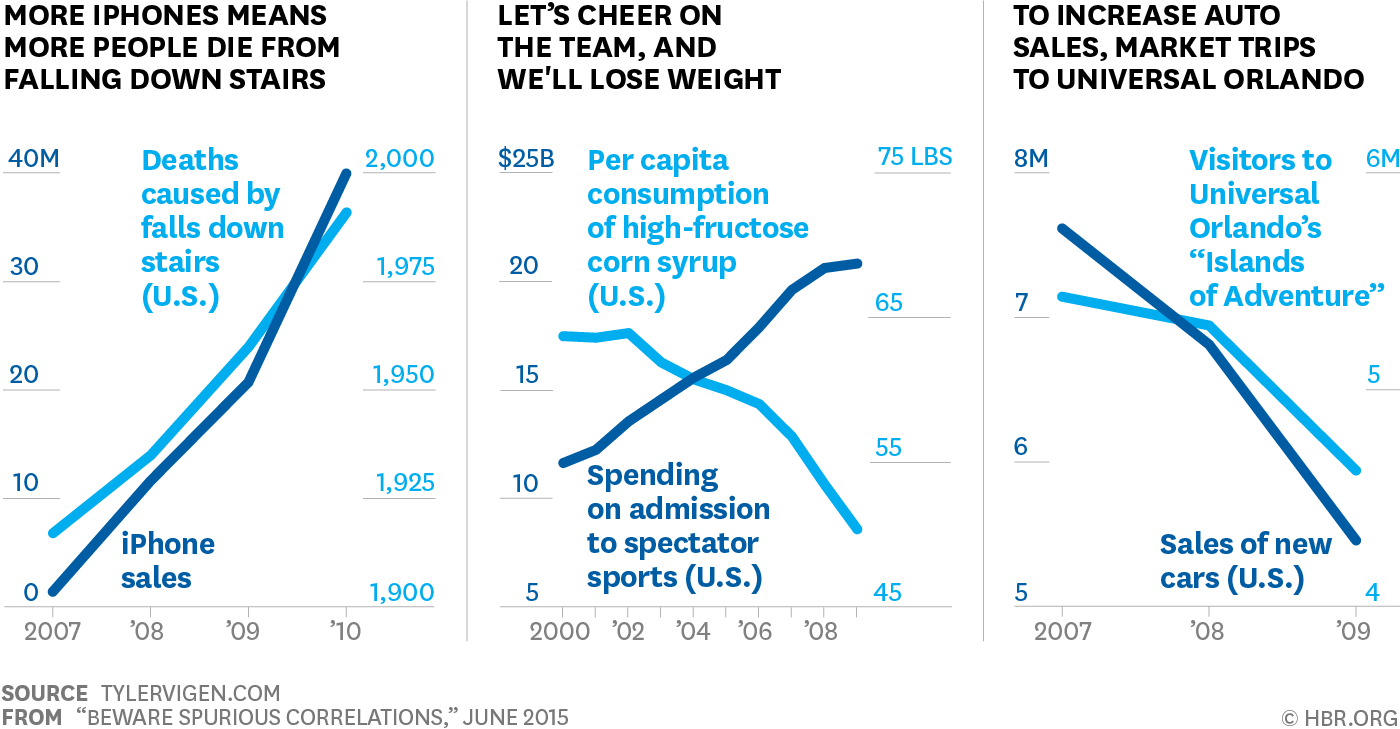 MORE IPHONES MEANS
MORE PEOPLE DIE FROM
FALLING DOWN STAIRS
40M
30
20
10
0
Deaths
caused by
falls down
stairs
(U.S.)
iPhone
sales
2,000
1,975
1,950
1,925
1,900
2007 ’08 ’09 ’10
LET’S CHEER ON
THE TEAM, AND
WE'LL LOSE WEIGHT
$25B
20
15
10
5
Per capita
consumption
of high-fructose
corn syrup
(U.S.)
Spending
on admission
to spectator
sports (U.S.)
75 LBS
65
55
45
2000 ’02 ’04 ’06 ’08
TO INCREASE AUTO
SALES, MARKET TRIPS
TO UNIVERSAL ORLANDO
8M
7
6
5
Visitors to
Universal
Orlando’s
“Islands
of Adventure”
Sales of new
cars (U.S.)
6M
5
4
2007 ’08 ’09
SOURCE TYLERVIGEN.COM
FROM “BEWARE SPURIOUS CORRELATIONS,” JUNE 2015
© HBR.ORG